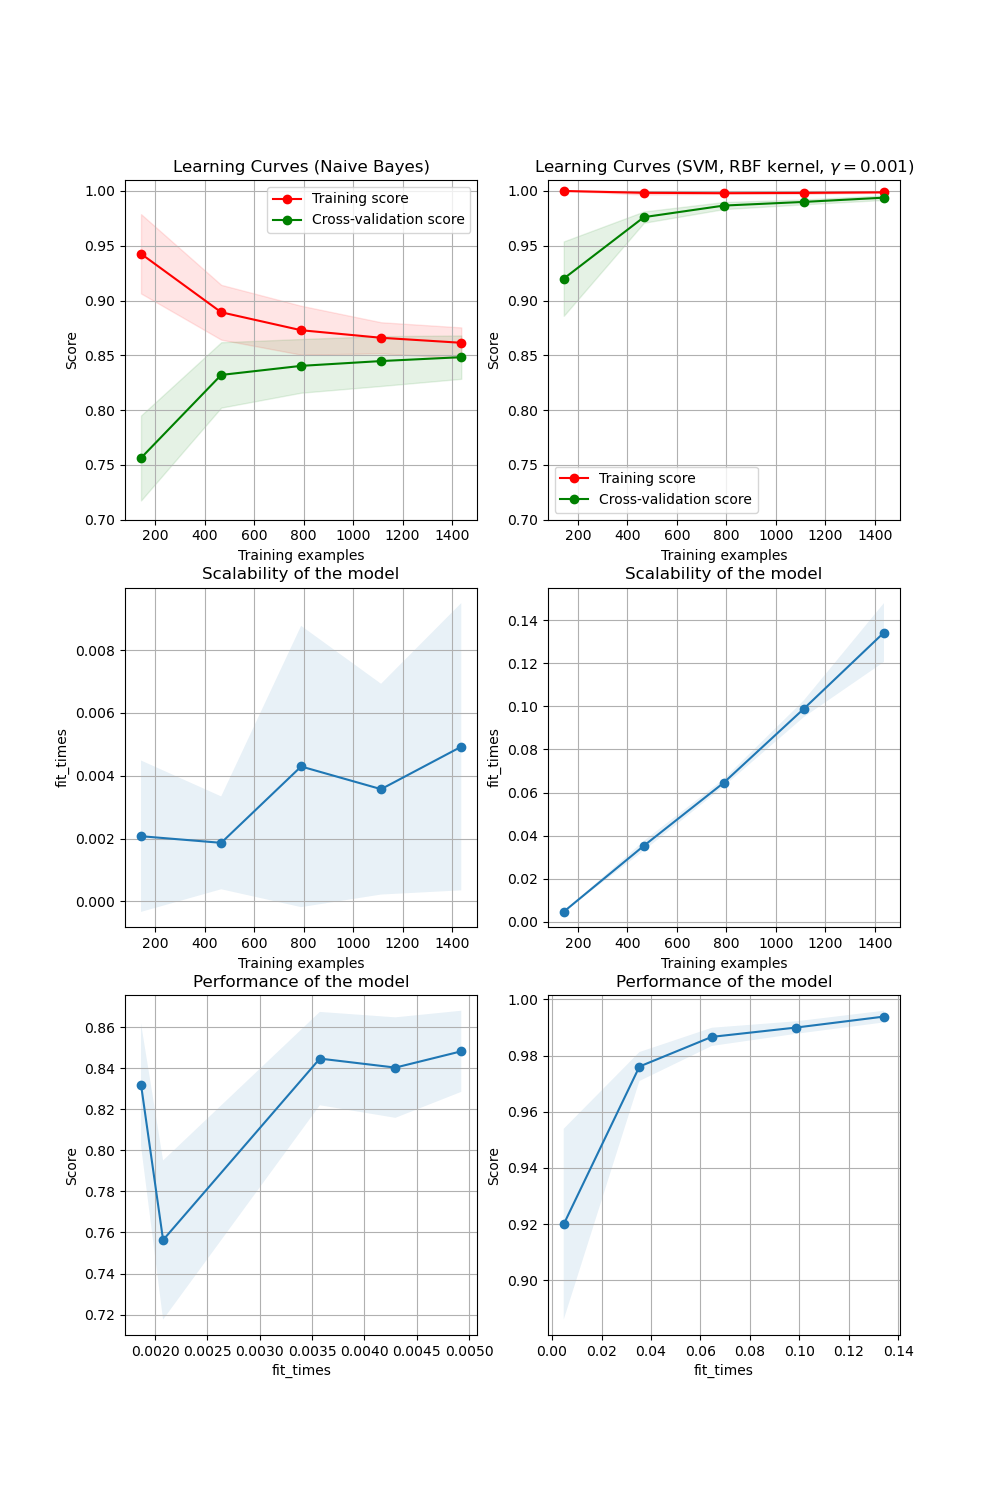 Learning Curves (Naive Bayes)
1.00
0.95
0.90
0.85
0.80
0.75
0.70
Score
Training score
Cross-validation score
200 400 600 800 1000 1200 1400
Training examples
Learning Curves (SVM, RBF kernel, γ = 0.001)
1.00
0.95
0.90
0.85
0.80
0.75
0.70
Score
Training score
Cross-validation score
200 400 600 800 1000 1200 1400
Training examples
Scalability of the model
0.008
0.006
0.004
0.002
0.000
fit_times
200 400 600 800 1000 1200 1400
Training examples
Scalability of the model
0.14
0.12
0.10
0.08
0.06
0.04
0.02
0.00
fit_times
200 400 600 800 1000 1200 1400
Training examples
Performance of the model
0.86
0.84
0.82
0.80
0.78
0.76
0.74
0.72
Score
0.0020 0.0025 0.0030 0.0035 0.0040 0.0045 0.0050
fit_times
Performance of the model
1.00
0.98
0.96
0.94
0.92
0.90
Score
0.00 0.02 0.04 0.06 0.08 0.10 0.12 0.14
fit_times